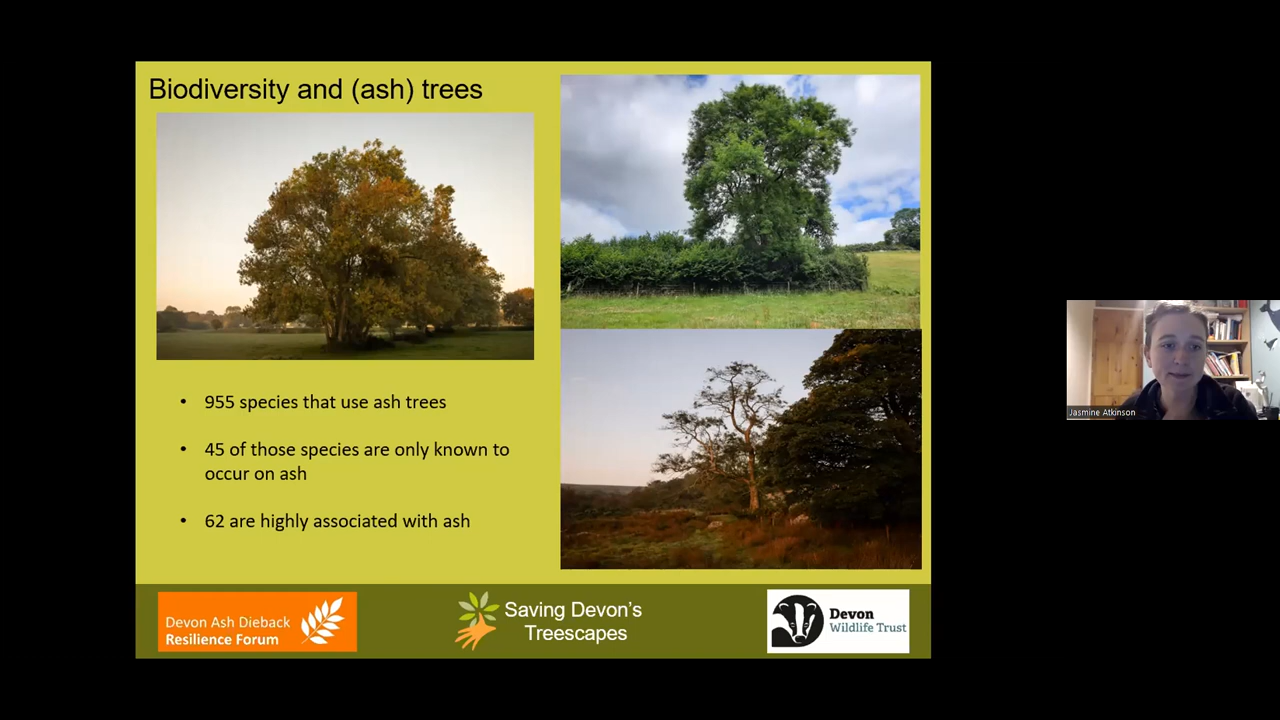 Biodiversity and (ash) trees
• 955 species that use ash trees
• 45 of those species are only known to
occur on ash
• 62 are highly associated with ash
Devon Ash Dieback
Resilience Forum
Saving Devon's
Treescapes
Devon
Wildlife Trust
Jasmine Atkinson